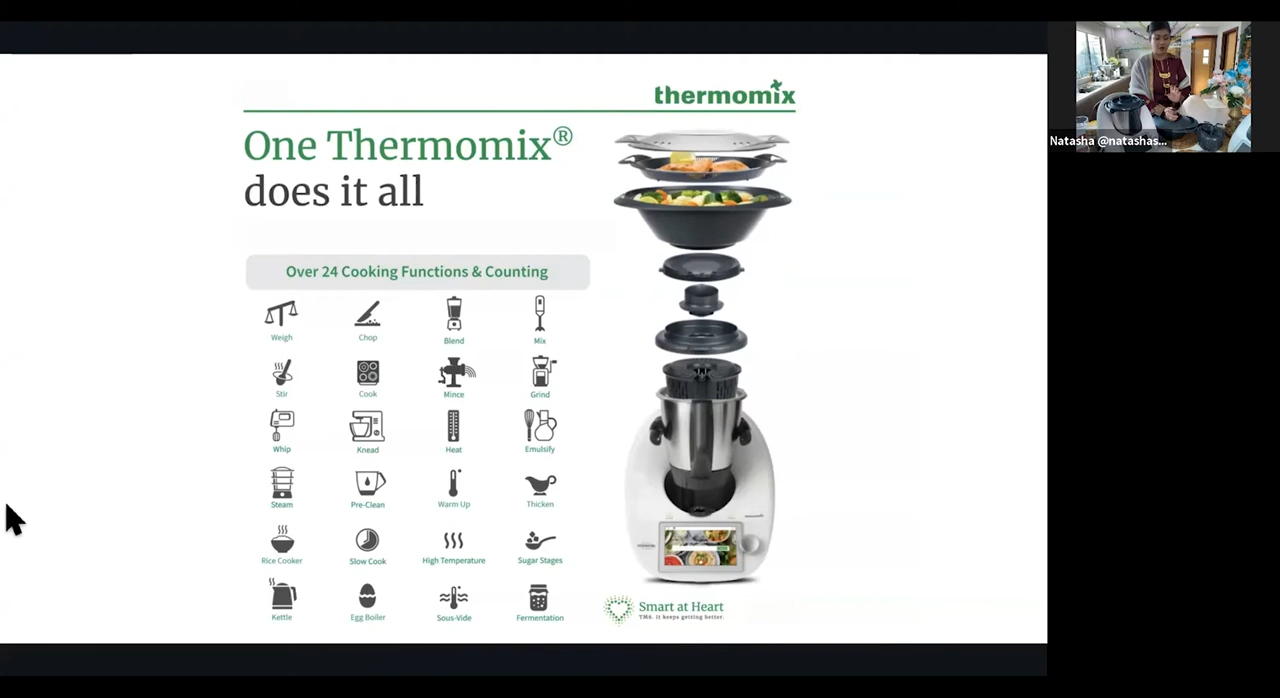 thermomix
One Thermomix®
does it all
Over 24 Cooking Functions & Counting
Weigh
Chop
Blend
Mix
Stir
Cook
Mince
Grind
Whip
Knead
Heat
Emulsify
Steam
Pre-Clean
Warm Up
Thicken
Rice Cooker
Slow Cook
High Temperature
Sugar Stages
Kettle
Egg Boiler
Sous-Vide
Fermentation
Smart at Heart
TM6. It keeps getting better.
Natasha @natashas...